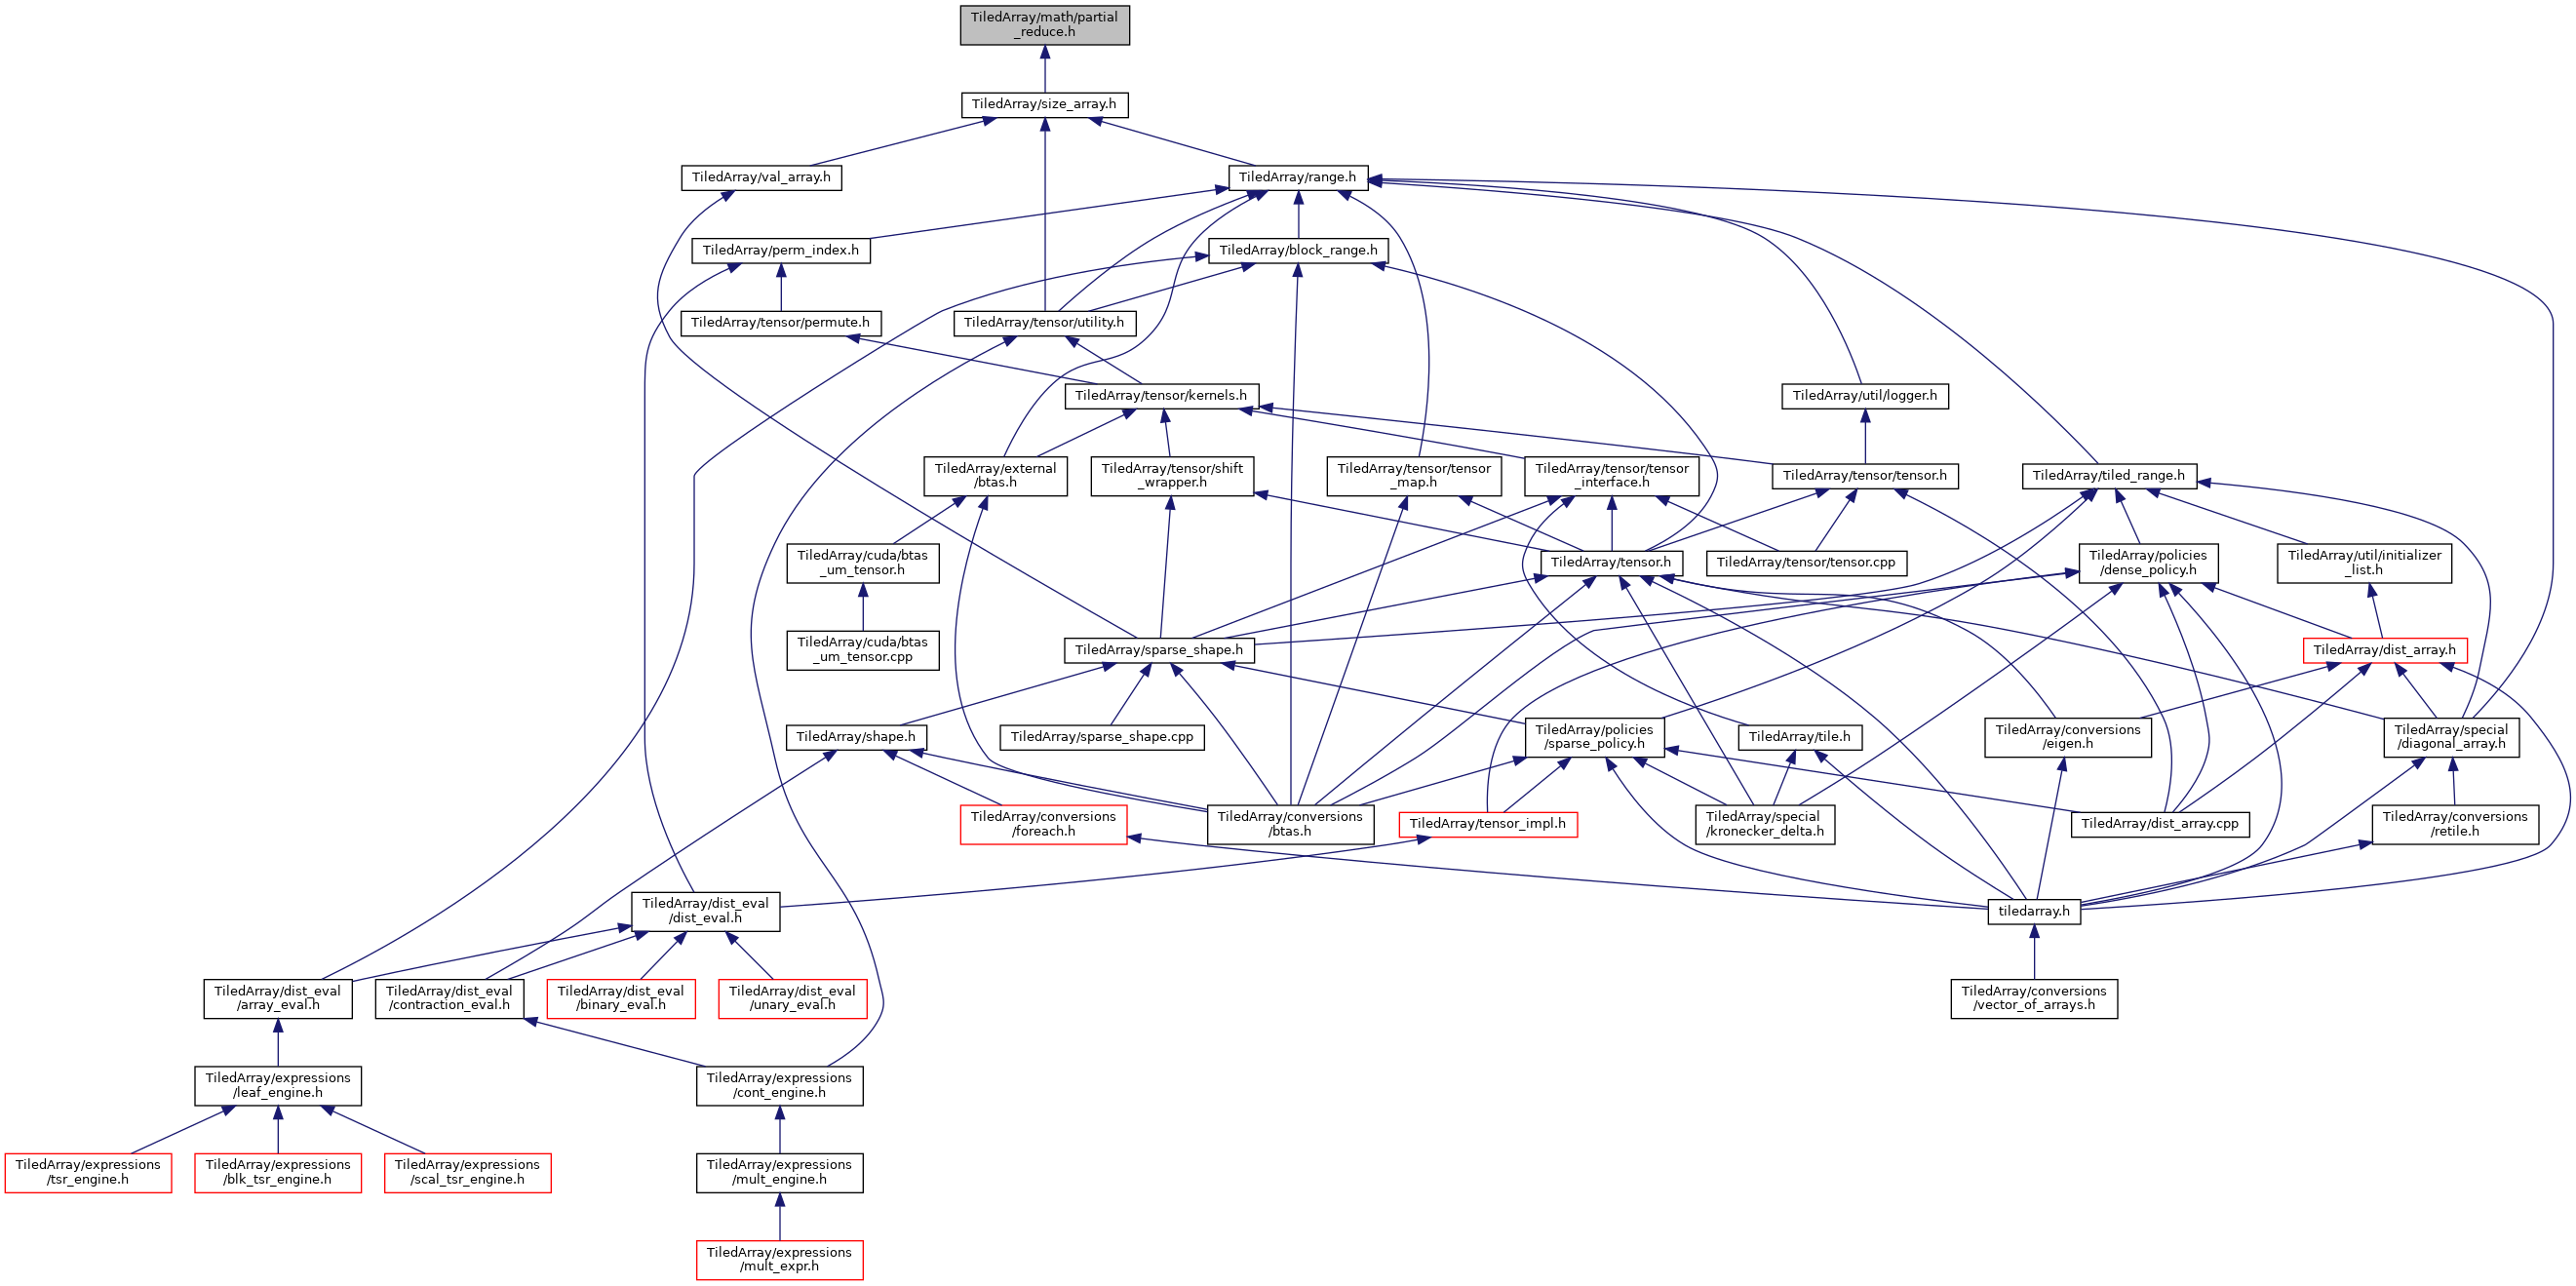 TiledArray/math/partial
_reduce.h
TiledArray/size_array.h
TiledArray/val_array.h
TiledArray/range.h
TiledArray/perm_index.h
TiledArray/block_range.h
TiledArray/tensor/permute.h
TiledArray/tensor/utility.h
TiledArray/tensor/kernels.h
TiledArray/util/logger.h
TiledArray/external
/btas.h
TiledArray/tensor/shift
_wrapper.h
TiledArray/tensor/tensor
_map.h
TiledArray/tensor/tensor
_interface.h
TiledArray/tensor/tensor.h
TiledArray/tiled_range.h
TiledArray/cuda/btas
_um_tensor.h
TiledArray/tensor.h
TiledArray/tensor/tensor.cpp
TiledArray/policies
/dense_policy.h
TiledArray/util/initializer
_list.h
TiledArray/cuda/btas
_um_tensor.cpp
TiledArray/sparse_shape.h
TiledArray/dist_array.h
TiledArray/shape.h
TiledArray/sparse_shape.cpp
TiledArray/policies
/sparse_policy.h
TiledArray/tile.h
TiledArray/conversions
/eigen.h
TiledArray/special
/diagonal_array.h
TiledArray/conversions
/foreach.h
TiledArray/conversions
/btas.h
TiledArray/tensor_impl.h
TiledArray/special
/kronecker_delta.h
TiledArray/dist_array.cpp
TiledArray/conversions
/retile.h
TiledArray/dist_eval
/dist_eval.h
tiledarray.h
TiledArray/dist_eval
/array_eval.h
TiledArray/dist_eval
/contraction_eval.h
TiledArray/dist_eval
/binary_eval.h
TiledArray/dist_eval
/unary_eval.h
TiledArray/conversions
/vector_of_arrays.h
TiledArray/expressions
/leaf_engine.h
TiledArray/expressions
/cont_engine.h
TiledArray/expressions
/tsr_engine.h
TiledArray/expressions
/blk_tsr_engine.h
TiledArray/expressions
/scal_tsr_engine.h
TiledArray/expressions
/mult_engine.h
TiledArray/expressions
/mult_expr.h